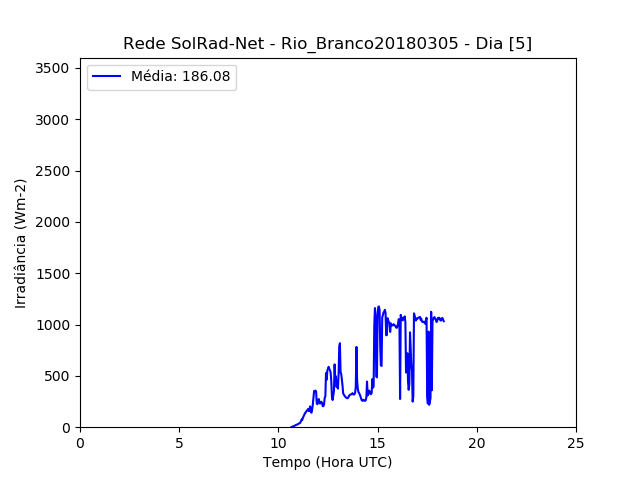 Rede SolRad-Net - Rio_Branco20180305 - Dia [5]
Média: 186.08
3500
3000
2500
2000
1500
1000
500
0
Irradiância (Wm-2)
0 5 10 15 20 25
Tempo (Hora UTC)